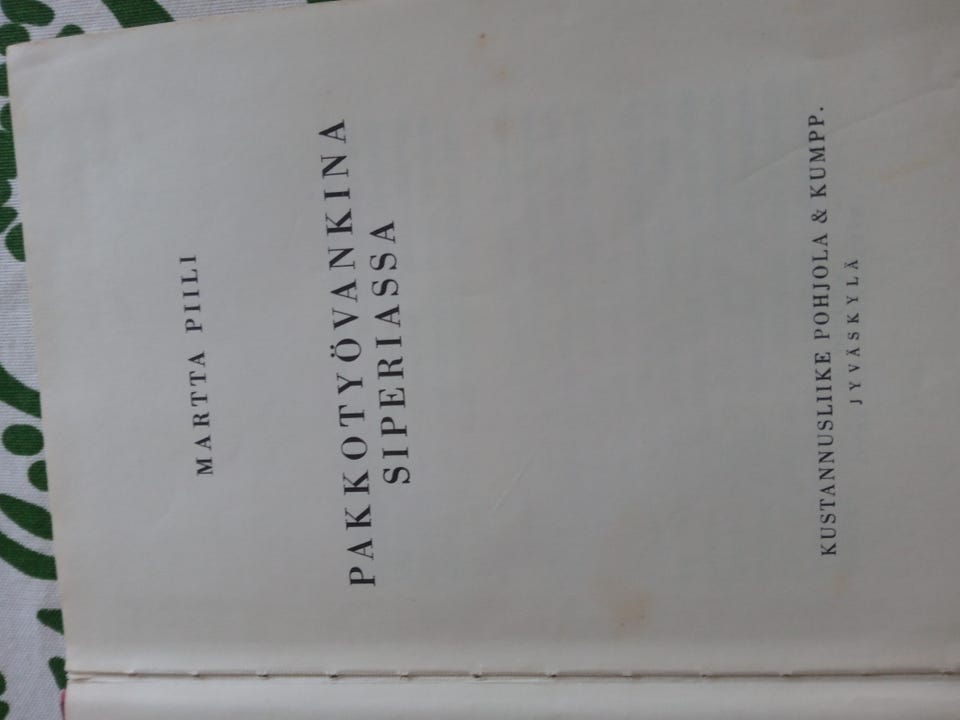 MARTTA PIILI
PAKKOTYÖVANKINA
SIPERIASSA
KUSTANNUSLIIKE POHJOLA & KUMPP.
JYVÄSKYLÄ